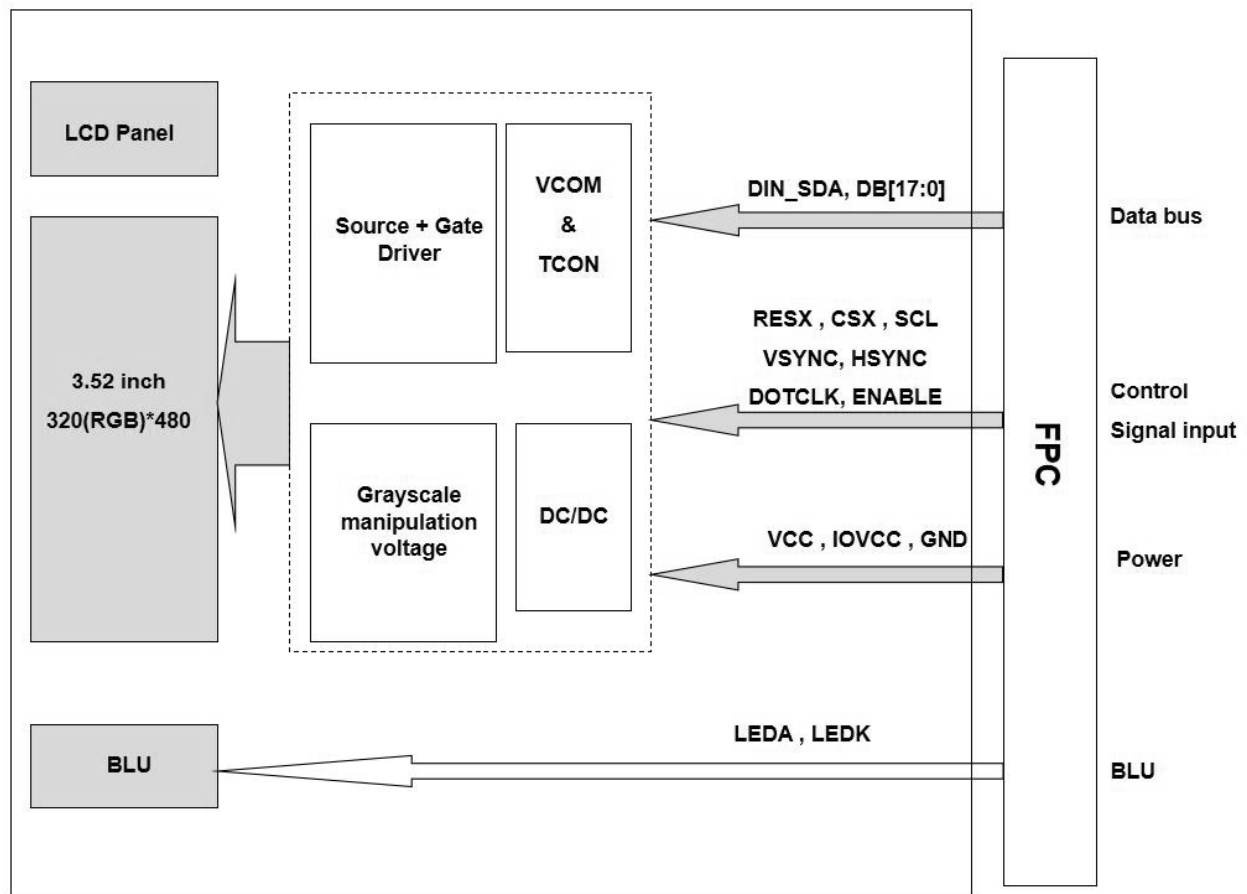 LCD Panel
3.52 inch
320(RGB)*480
BLU
Source + Gate
Driver
VCOM
&
TCON
Grayscale
manipulation
voltage
DC/DC
DIN_SDA, DB[17:0]
RESX , CSX , SCL
VSYNC, HSYNC
DOTCLK, ENABLE
VCC , IOVCC , GND
LEDA , LEDK
FPC
Data bus
Control
Signal input
Power
BLU